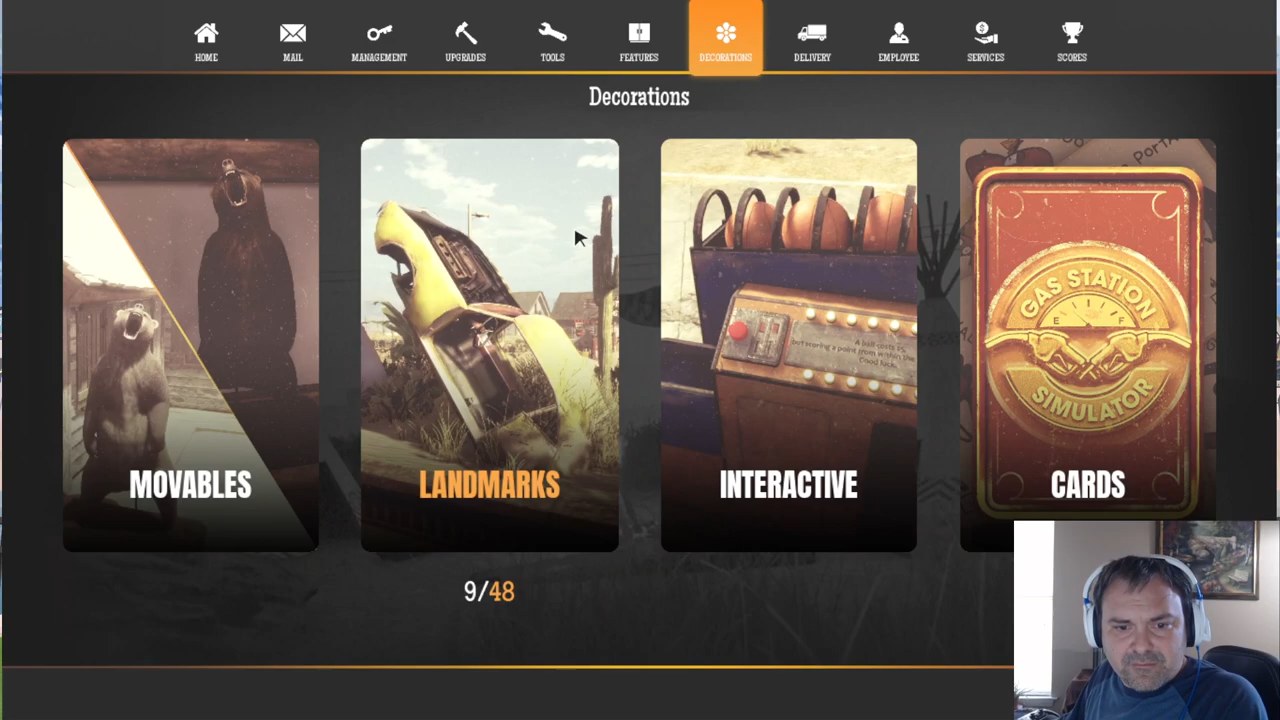 HOME MAIL MANAGEMENT UPGRADES TOOLS FEATURES DECORATIONS DELIVERY EMPLOYEE SERVICES SCORES
Decorations
GAS STATION
E F
SIMULATOR
MOVABLES LANDMARKS INTERACTIVE CARDS
9/48